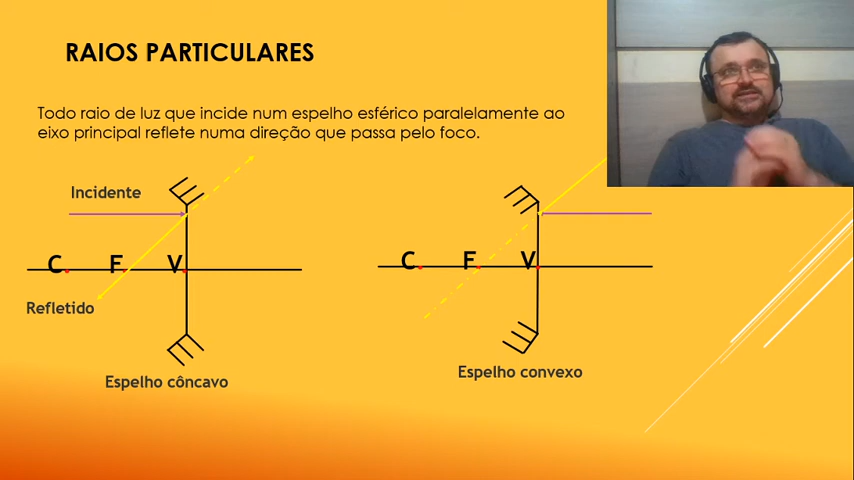 RAIOS PARTICULARES
Todo raio de luz que incide num espelho esférico paralelamente ao
eixo principal reflete numa direção que passa pelo foco.
Incidente
C F V
Refletido
Espelho côncavo
C F V
Espelho convexo